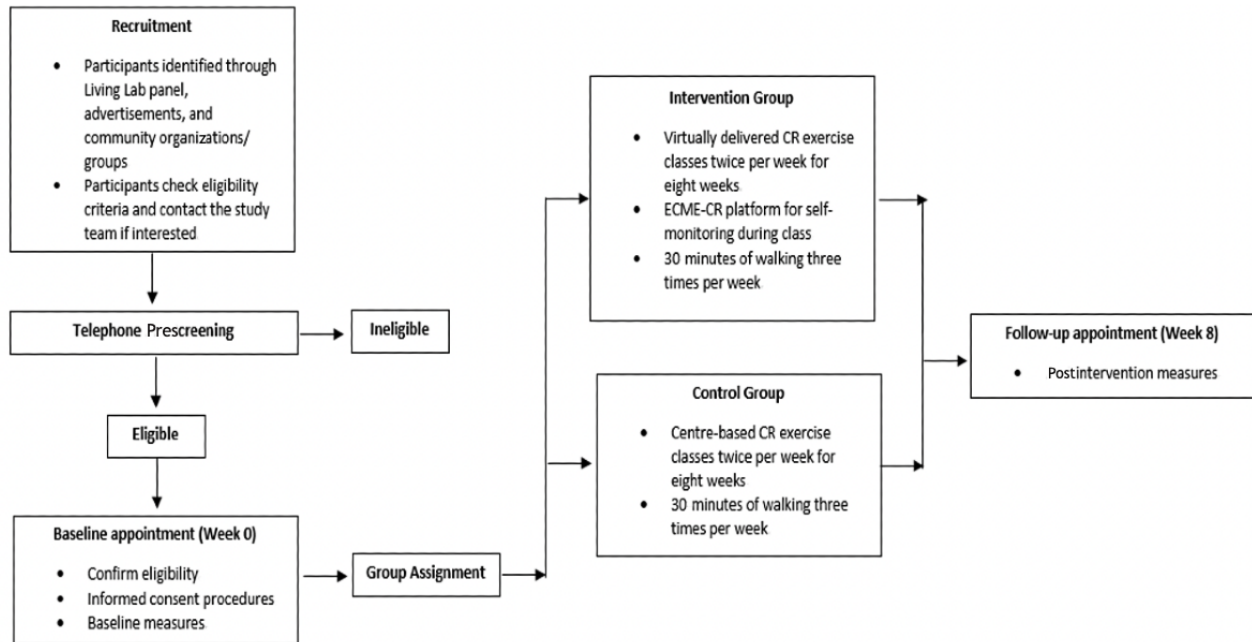 Recruitment
• Participants identified through
Living Lab panel,
advertisements, and
community organizations/
groups
• Participants check eligibility
criteria and contact the study
team if interested
Telephone Prescreening
Ineligible
Eligible
Baseline appointment (Week 0)
• Confirm eligibility
• Informed consent procedures
• Baseline measures
Group Assignment
Intervention Group
• Virtually delivered CR exercise
classes twice per week for
eight weeks
• ECME-CR platform for self-
monitoring during class
• 30 minutes of walking three
times per week
Control Group
• Centre-based CR exercise
classes twice per week for
eight weeks
• 30 minutes of walking three
times per week
Follow-up appointment (Week 8)
• Postintervention measures